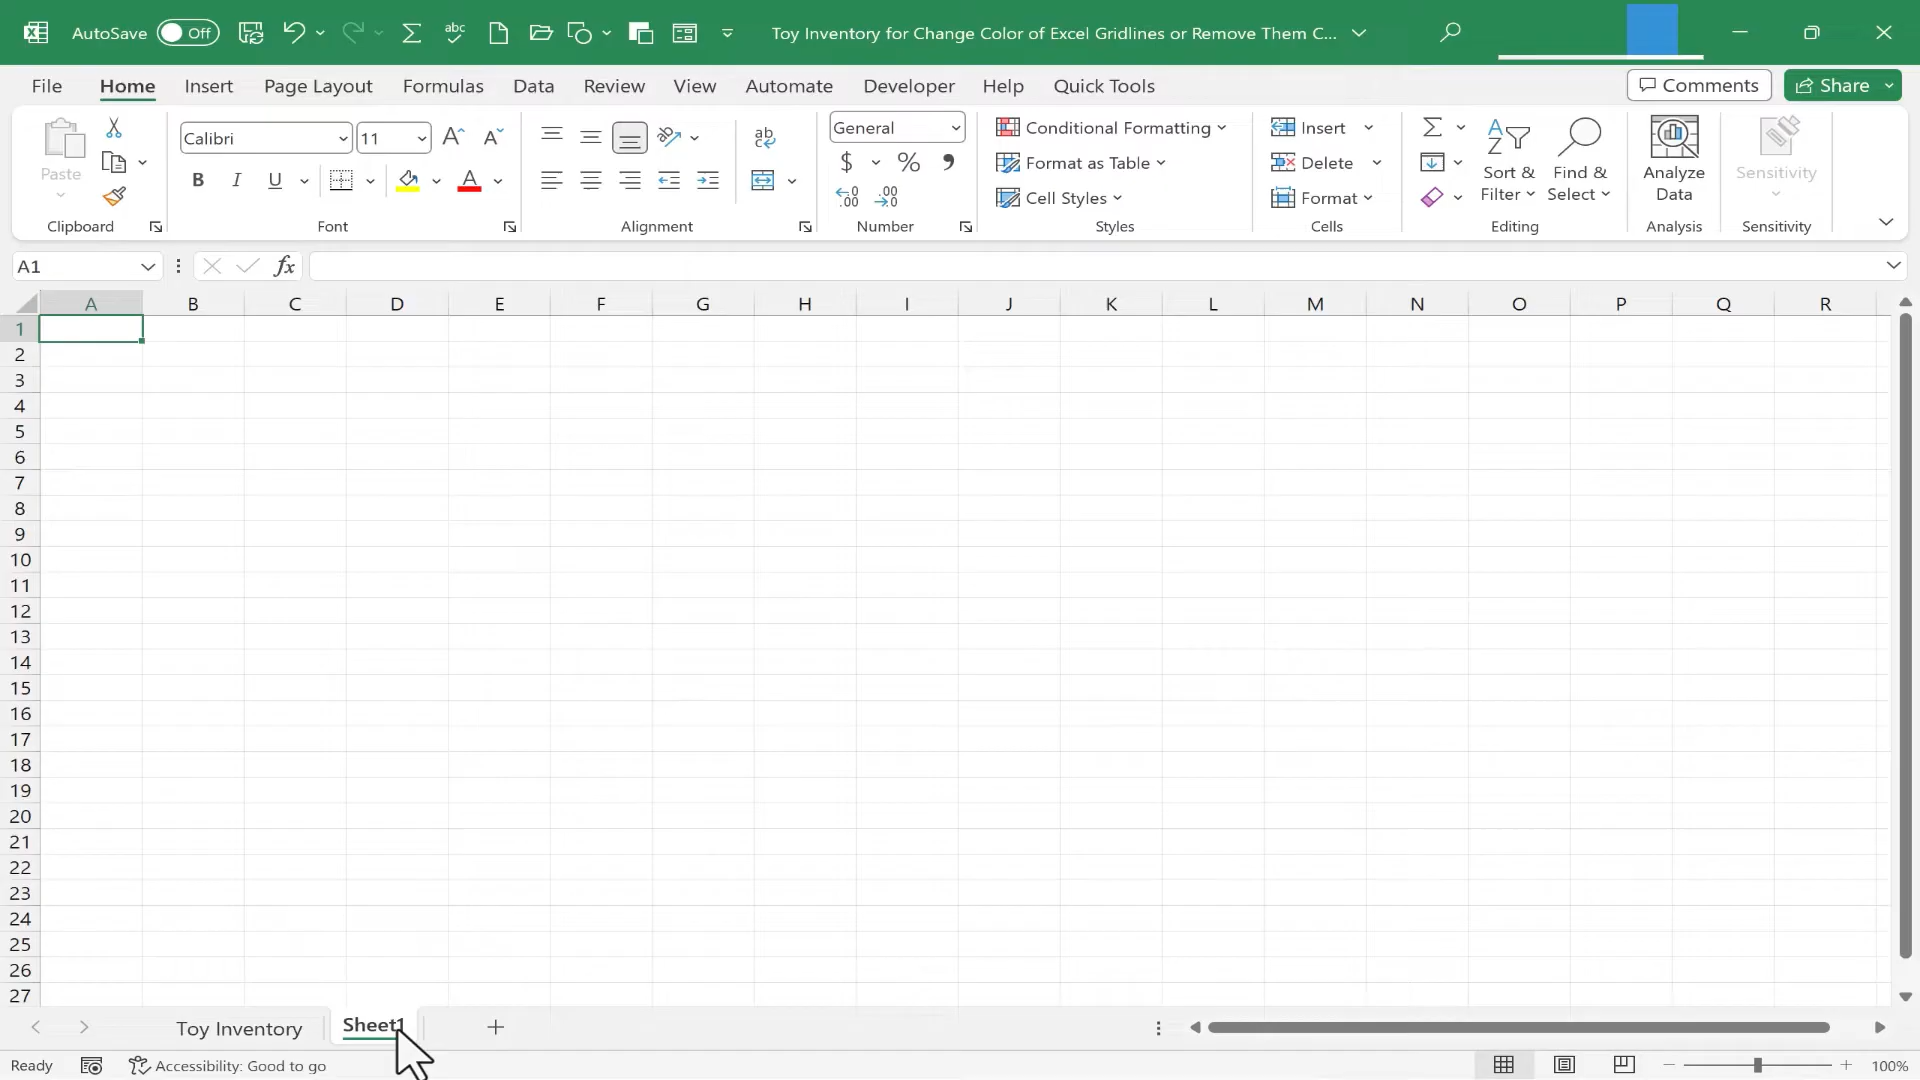 AutoSave Off abc Toy Inventory for Change Color of Excel Gridlines or Remove Them C...
File Home Insert Page Layout Formulas Data Review View Automate Developer Help Quick Tools Comments Share
Paste
Clipboard
Calibri 11
B I U A
Font
ab
Alignment
General
$ % 9
.00 .00
Number
Conditional Formatting
Format as Table
Cell Styles
Styles
Insert
Delete
Format
Cells
Sort &
Filter
Find &
Select
Editing
Analyze
Data
Analysis
Sensitivity
Sensitivity
A1 fx
A B C D E F G H I J K L M N O P Q R
1
2
3
4
5
6
7
8
9
10
11
12
13
14
15
16
17
18
19
20
21
22
23
24
25
26
27
Toy Inventory Sheet1
Ready Accessibility: Good to go 100%